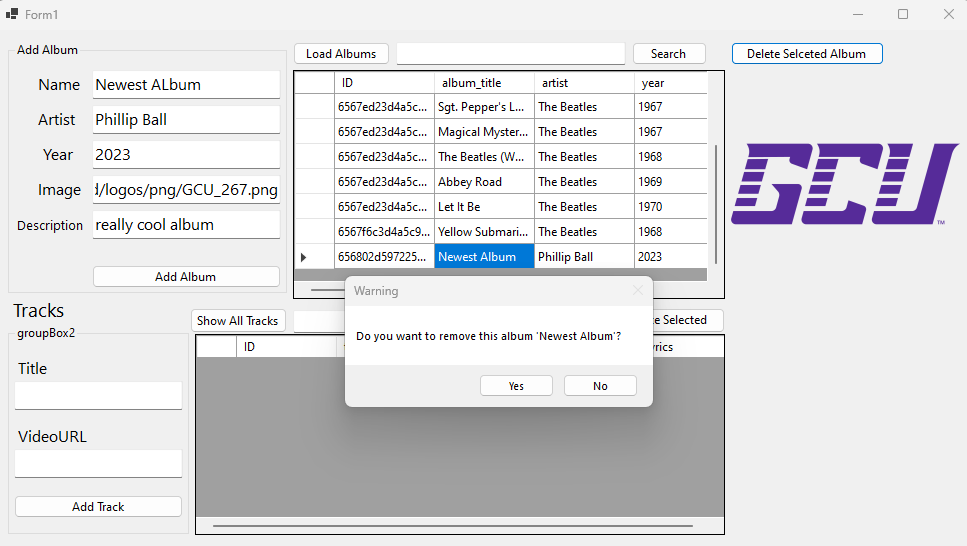 Form1
Add Album
Load Albums
Search
Delete Selceted Album
Name
Newest ALbum
Artist
Phillip Ball
Year
2023
Image
d/logos/png/GCU_267.png
Description
really cool album
Add Album
ID album_title artist year
6567ed23d4a5c... Sgt. Pepper's L... The Beatles 1967
6567ed23d4a5c... Magical Myster... The Beatles 1967
6567ed23d4a5c... The Beatles (W... The Beatles 1968
6567ed23d4a5c... Abbey Road The Beatles 1969
6567ed23d4a5c... Let It Be The Beatles 1970
6567f6c3d4a5c9... Yellow Submari... The Beatles 1968
656802d597225... Newest Album Phillip Ball 2023
GCU™
Warning
Do you want to remove this album 'Newest Album'?
Yes No
Tracks
groupBox2
Show All Tracks
Selected
Title
VideoURL
Add Track
ID